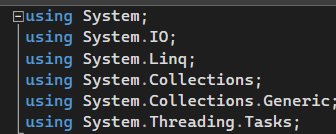 using System;
using System.IO;
using System.Linq;
using System.Collections;
using System.Collections.Generic;
using System.Threading.Tasks;